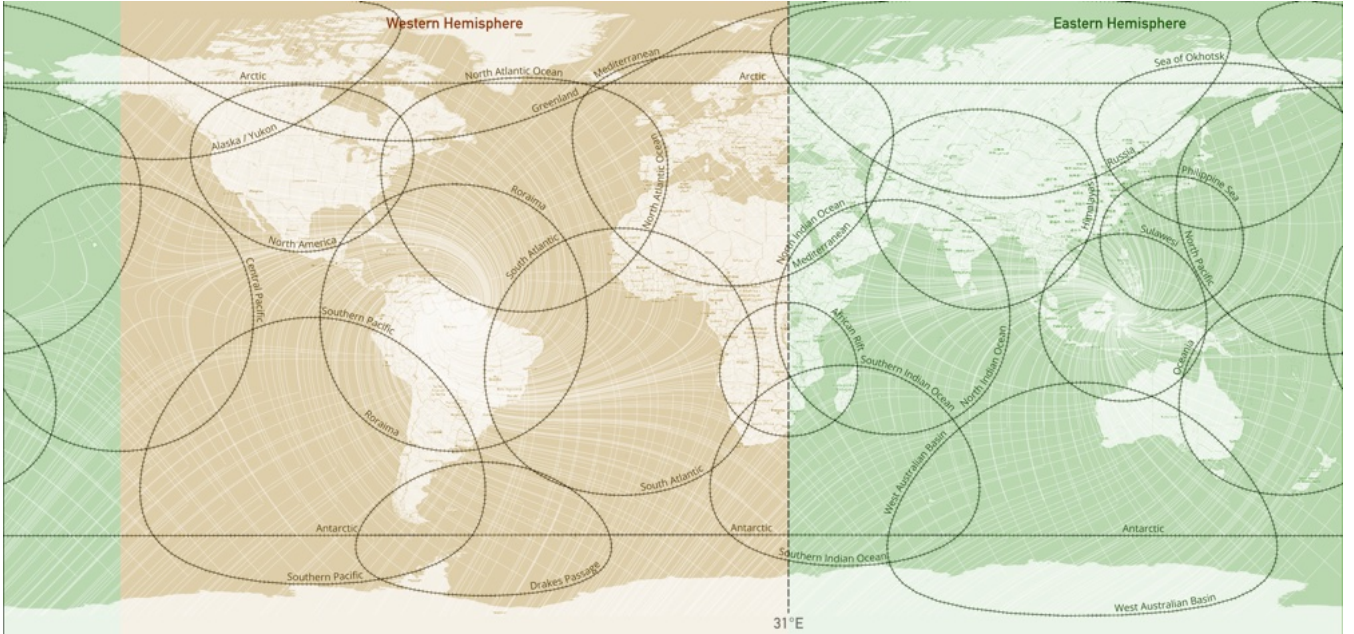 Western Hemisphere
Eastern Hemisphere
Mediterranean
Sea of Okhotsk
Arctic
North Atlantic Ocean
Arctic
Greenland
Alaska / Yukon
North Atlantic Ocean
Russia
Philippine Sea
Himalaya
Roraima
North Indian Ocean
Mediterranean
Sulawesi
North America
South Atlantic
North Pacific
Central Pacific
Southern Pacific
African Rift
North Indian Ocean
Oceania
Southern Indian Ocean
Roraima
West Australian Basin
South Atlantic
Antarctic
Antarctic
Antarctic
Southern Indian Ocean
Southern Pacific
Drakes Passage
West Australian Basin
31°E